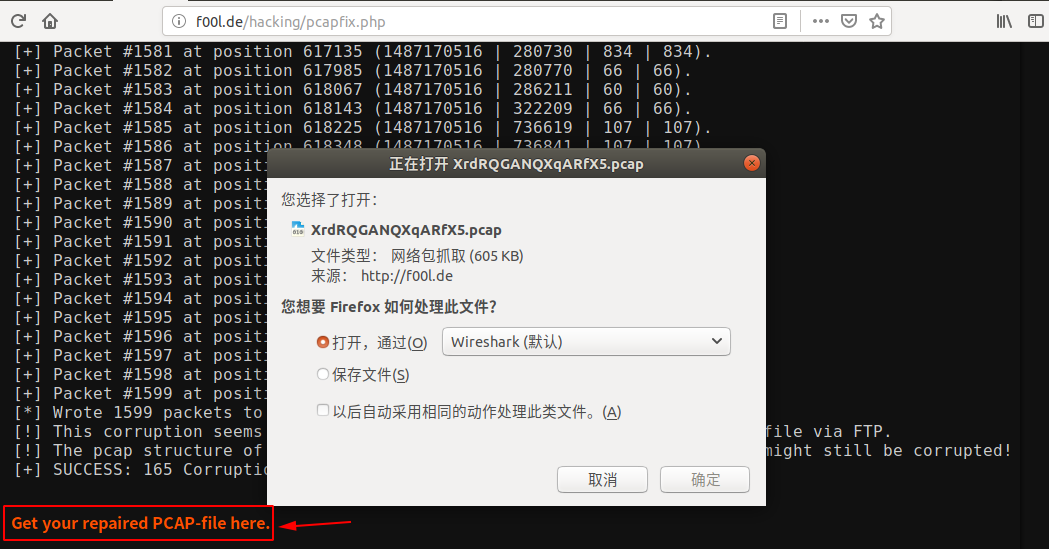 f00l.de/hacking/pcapfix.php
[+] Packet #1581 at position 617135 (1487170516 | 280730 | 834 | 834).
[+] Packet #1582 at position 617985 (1487170516 | 280770 | 66 | 66).
[+] Packet #1583 at position 618067 (1487170516 | 286211 | 60 | 60).
[+] Packet #1584 at position 618143 (1487170516 | 322209 | 66 | 66).
[+] Packet #1585 at position 618225 (1487170516 | 736619 | 107 | 107).
[+] Packet #1586 at position 618348 (1487170516 | 736841 | 107 | 107).
[+] Packet #1587 at positi
[+] Packet #1588 at positi
[+] Packet #1589 at positi
[+] Packet #1590 at positi
[+] Packet #1591 at positi
[+] Packet #1592 at positi
[+] Packet #1593 at positi
[+] Packet #1594 at positi
[+] Packet #1595 at positi
[+] Packet #1596 at positi
[+] Packet #1597 at positi
[+] Packet #1598 at positi
[+] Packet #1599 at positi
[*] Wrote 1599 packets to
[!] This corruption seems file via FTP.
[!] The pcap structure of might still be corrupted!
[+] SUCCESS: 165 Corruptio
Get your repaired PCAP-file here.
正在打开 XrdRQGANQXqARfX5.pcap
您选择了打开：
XrdRQGANQXqARfX5.pcap
文件类型： 网络包抓取 (605 KB)
来源： http://f00l.de
您想要 Firefox 如何处理此文件？
打开，通过(O) Wireshark (默认)
保存文件(S)
以后自动采用相同的动作处理此类文件。(A)
取消 确定